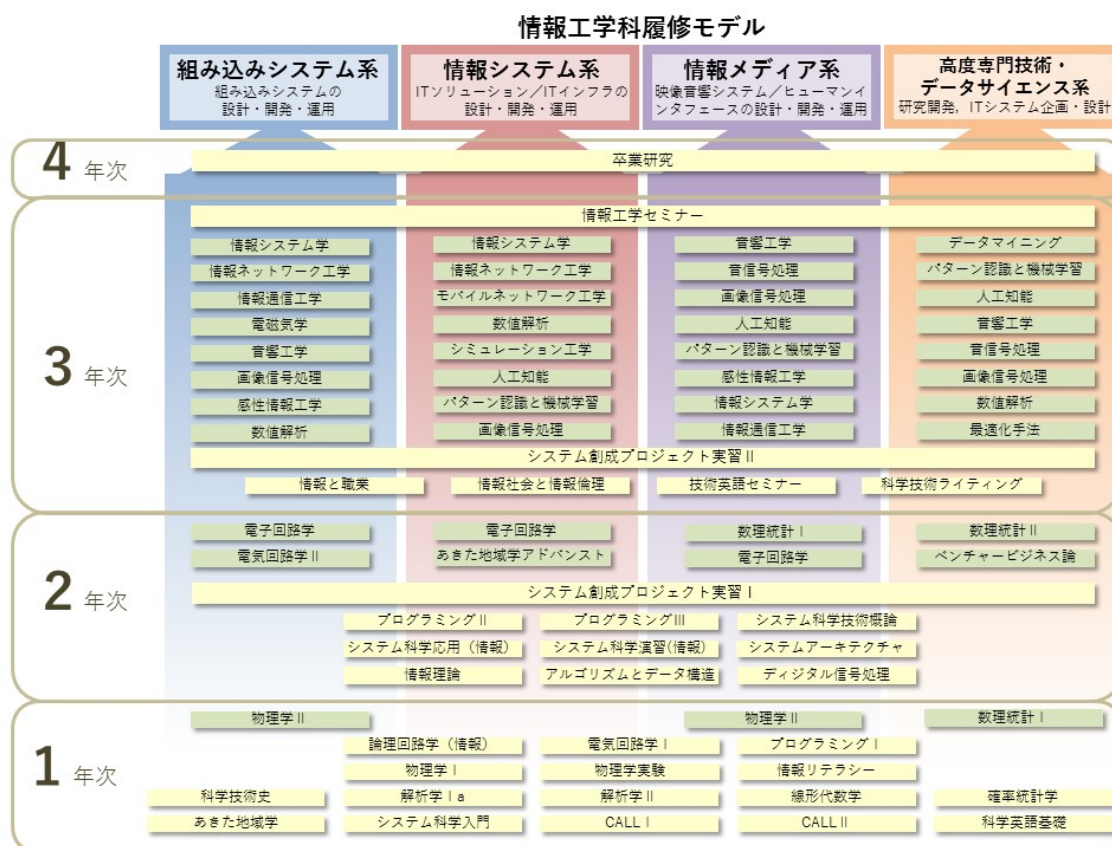 情報工学科履修モデル
組み込みシステム系
組み込みシステムの
設計・開発・運用
情報システム系
ITソリューション／ITインフラの
設計・開発・運用
情報メディア系
映像音響システム／ヒューマンイ
ンタフェースの設計・開発・運用
高度専門技術・
データサイエンス系
研究開発，ITシステム企画・設計
4 年次
卒業研究
3 年次
情報工学セミナー
情報システム学
情報ネットワーク工学
情報通信工学
電磁気学
音響工学
画像信号処理
感性情報工学
数値解析
情報システム学
情報ネットワーク工学
モバイルネットワーク工学
数値解析
シミュレーション工学
人工知能
パターン認識と機械学習
画像信号処理
音響工学
音信号処理
画像信号処理
人工知能
パターン認識と機械学習
感性情報工学
情報システム学
情報通信工学
データマイニング
パターン認識と機械学習
人工知能
音響工学
音信号処理
画像信号処理
数値解析
最適化手法
システム創成プロジェクト実習Ⅱ
情報と職業
情報社会と情報倫理
技術英語セミナー
科学技術ライティング
2 年次
電子回路学
電気回路学Ⅱ
電子回路学
あきた地域学アドバンスト
数理統計Ⅰ
電子回路学
数理統計Ⅱ
ベンチャービジネス論
システム創成プロジェクト実習Ⅰ
プログラミングⅡ
プログラミングⅢ
システム科学技術概論
システム科学応用（情報）
システム科学演習(情報)
システムアーキテクチャ
情報理論
アルゴリズムとデータ構造
ディジタル信号処理
1 年次
物理学Ⅱ
物理学Ⅱ
数理統計Ⅰ
論理回路学（情報）
電気回路学Ⅰ
プログラミングⅠ
物理学Ⅰ
物理学実験
情報リテラシー
科学技術史
解析学Ⅰa
解析学Ⅱ
線形代数学
確率統計学
あきた地域学
システム科学入門
CALLⅠ
CALLⅡ
科学英語基礎